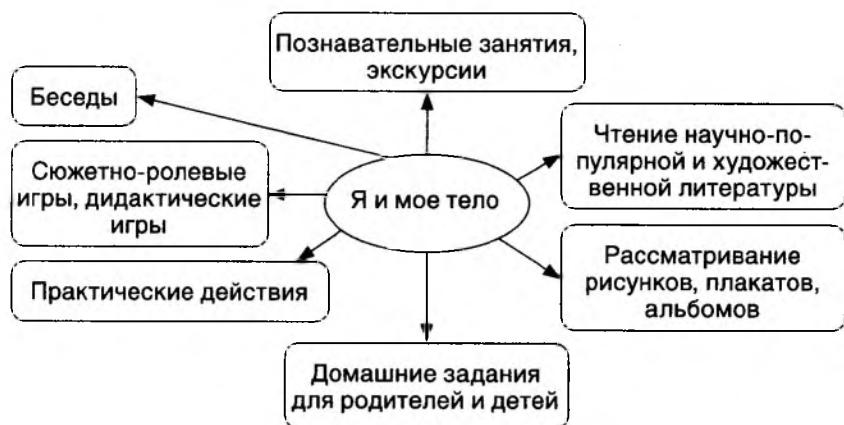 Познавательные занятия,
экскурсии
Беседы
Чтение научно-по-
пулярной и художест-
венной литературы
Сюжетно-ролевые
игры, дидактические
игры
Я и мое тело
Рассматривание
рисунков, плакатов,
альбомов
Практические действия
Домашние задания
для родителей и детей